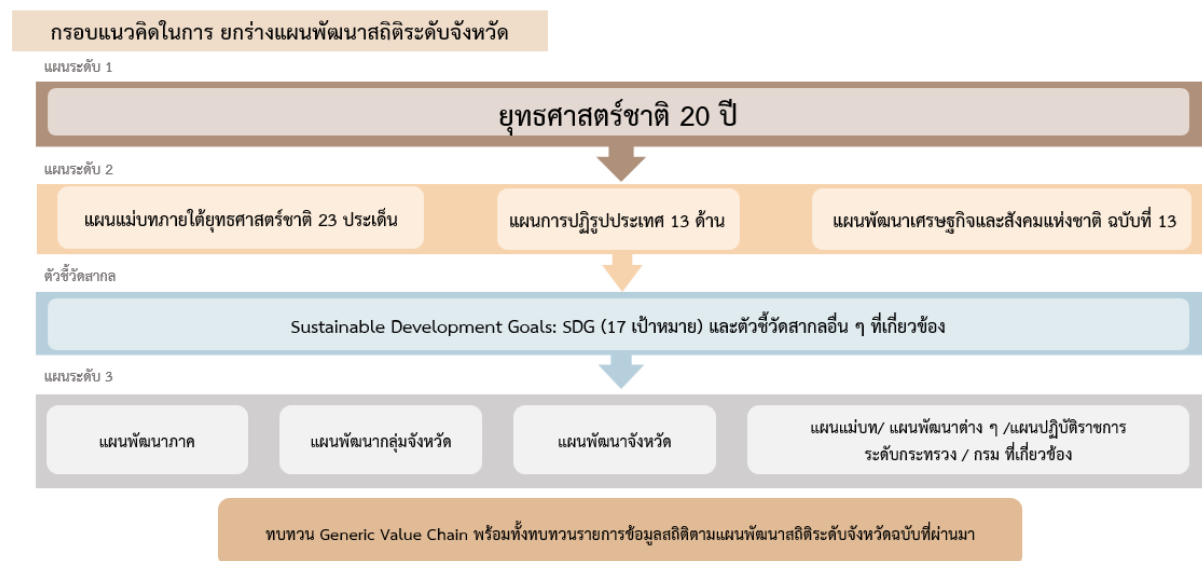 กรอบแนวคิดในการ ยกร่างแผนพัฒนาสถิติระดับจังหวัด
แผนระดับ 1
ยุทธศาสตร์ชาติ 20 ปี
แผนระดับ 2
แผนแม่บทภายใต้ยุทธศาสตร์ชาติ 23 ประเด็น
แผนการปฏิรูปประเทศ 13 ด้าน
แผนพัฒนาเศรษฐกิจและสังคมแห่งชาติ ฉบับที่ 13
ตัวชี้วัดสากล
Sustainable Development Goals: SDG (17 เป้าหมาย) และตัวชี้วัดสากลอื่น ๆ ที่เกี่ยวข้อง
แผนระดับ 3
แผนพัฒนาภาค
แผนพัฒนากลุ่มจังหวัด
แผนพัฒนาจังหวัด
แผนแม่บท/ แผนพัฒนาต่าง ๆ /แผนปฏิบัติราชการ
ระดับกระทรวง / กรม ที่เกี่ยวข้อง
ทบทวน Generic Value Chain พร้อมทั้งทบทวนรายการข้อมูลสถิติตามแผนพัฒนาสถิติระดับจังหวัดฉบับที่ผ่านมา